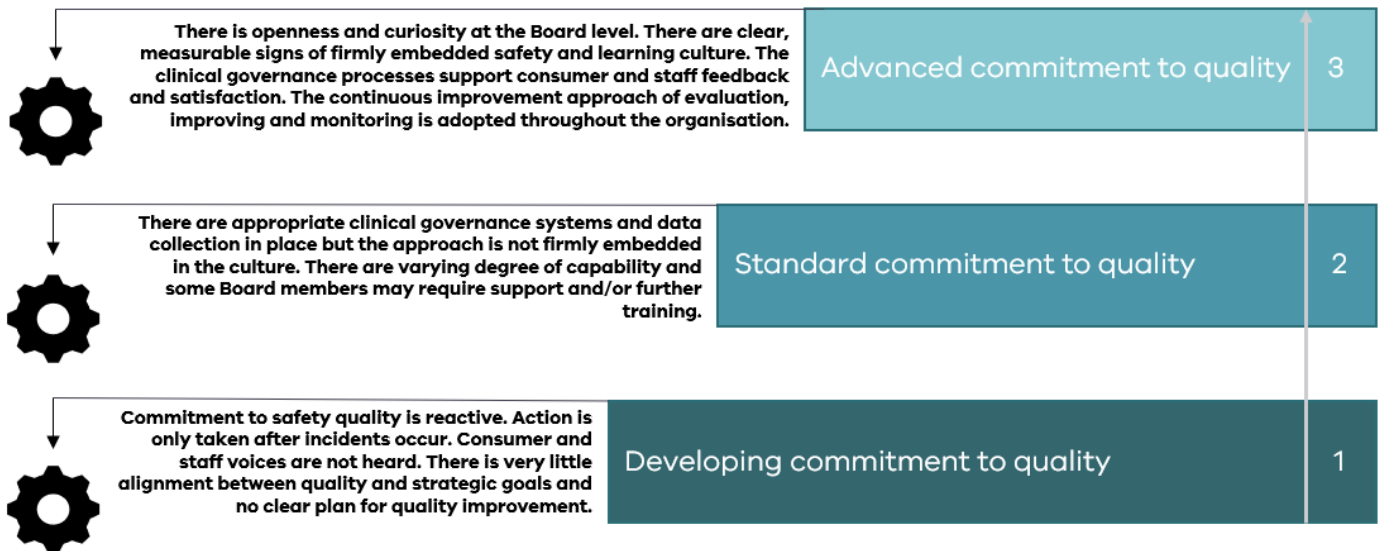 There is openness and curiosity at the Board level. There are clear,
measurable signs of firmly embedded safety and learning culture. The
clinical governance processes support consumer and staff feedback
and satisfaction. The continuous improvement approach of evaluation,
improving and monitoring is adopted throughout the organisation.
Advanced commitment to quality 3
There are appropriate clinical governance systems and data
collection in place but the approach is not firmly embedded
in the culture. There are varying degree of capability and
some Board members may require support and/or further
training.
Standard commitment to quality 2
Commitment to safety quality is reactive. Action is
only taken after incidents occur. Consumer and
staff voices are not heard. There is very little
alignment between quality and strategic goals and
no clear plan for quality improvement.
Developing commitment to quality 1